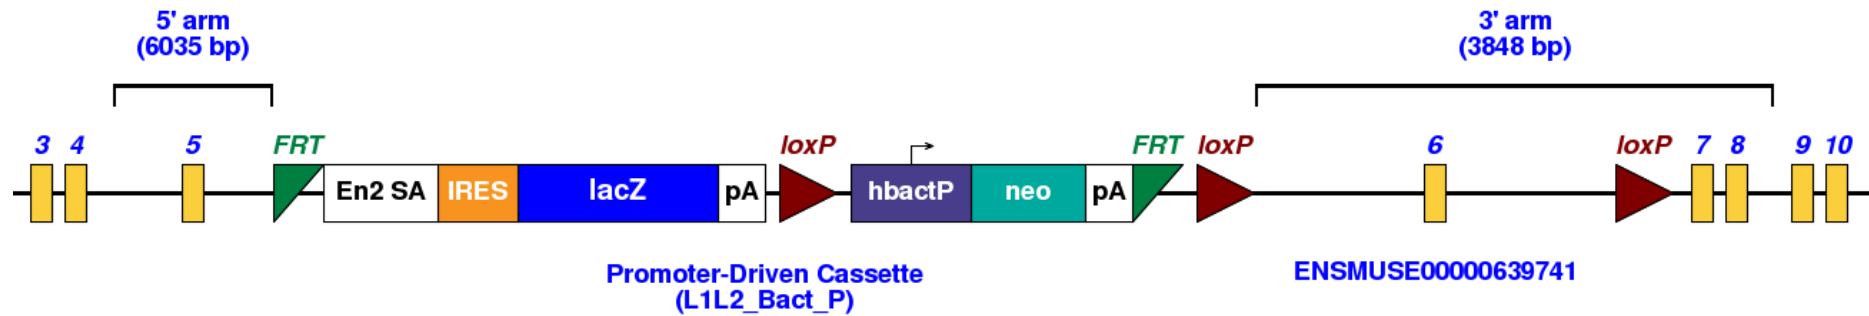 5' arm
(6035 bp)
3' arm
(3848 bp)
3 4 5 FRT loxP FRT loxP 6 loxP 7 8 9 10
En2 SA IRES lacZ pA hbactP neo pA
Promoter-Driven Cassette
(L1L2_Bact_P)
ENSMUSE00000639741